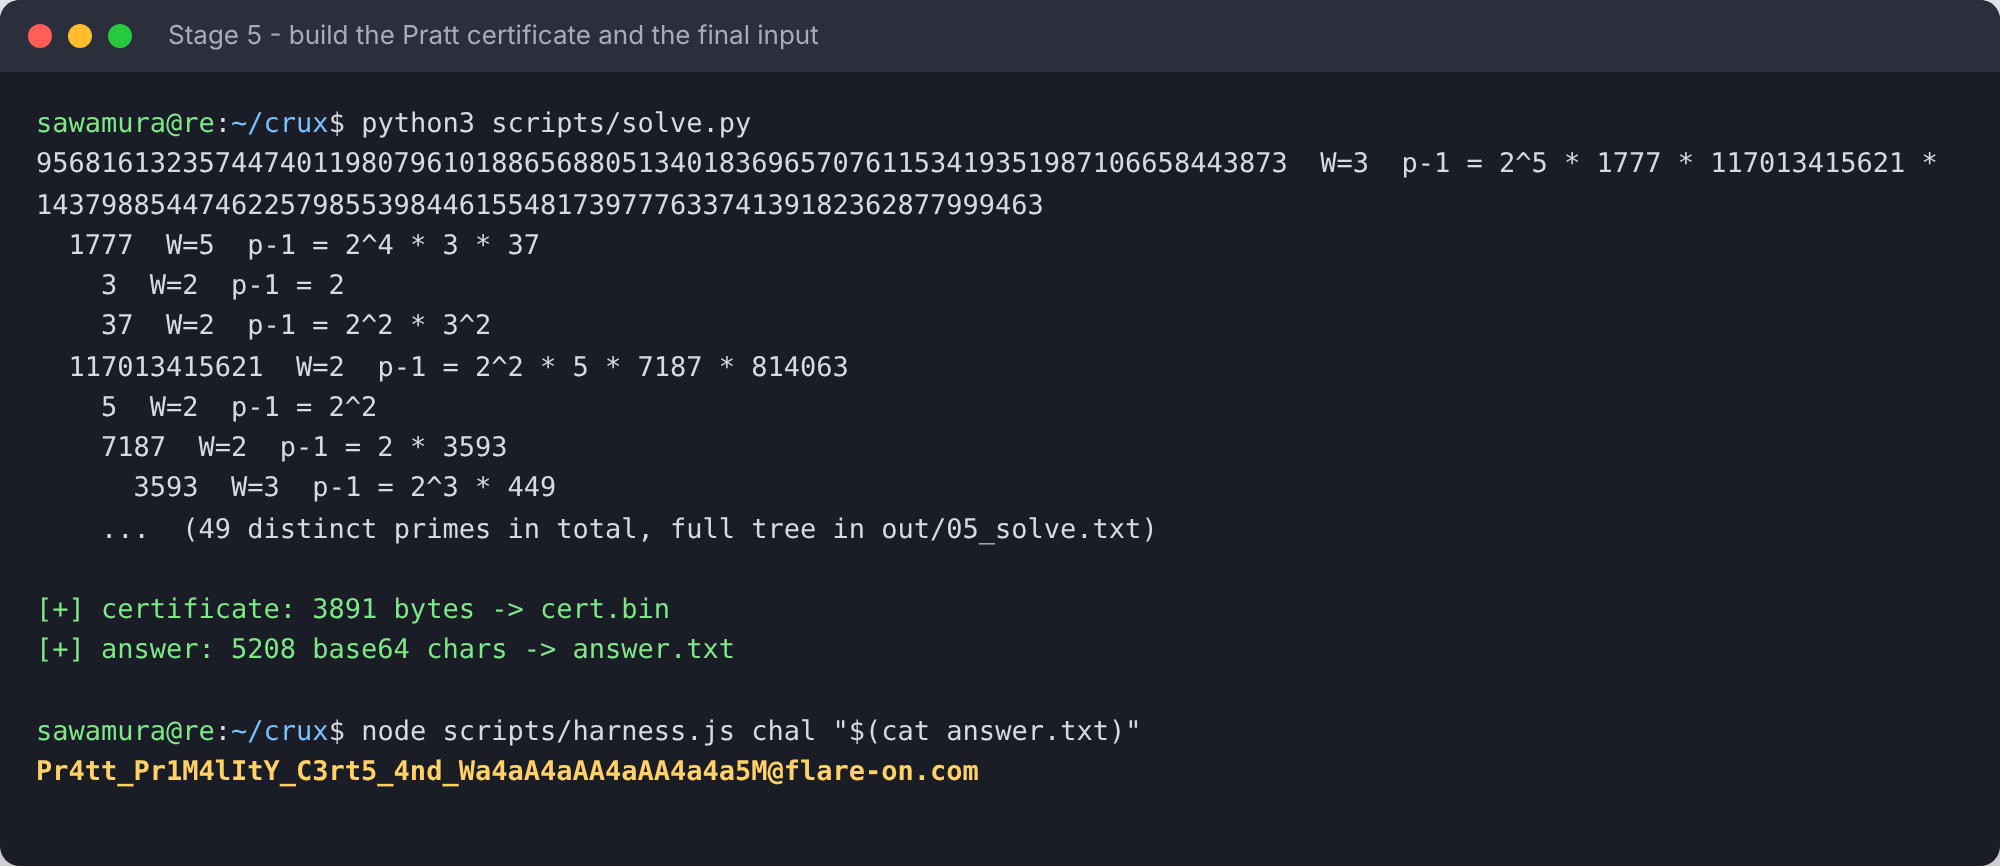 Stage 5 - build the Pratt certificate and the final input
sawamura@re:~/crux$ python3 scripts/solve.py
95681613235744740119807961018865688051340183696570761153419351987106658443873  W=3  p-1 = 2^5 * 1777 * 117013415621 *
14379885447462257985539844615548173977763374139182362877999463
  1777  W=5  p-1 = 2^4 * 3 * 37
    3  W=2  p-1 = 2
    37  W=2  p-1 = 2^2 * 3^2
  117013415621  W=2  p-1 = 2^2 * 5 * 7187 * 814063
    5  W=2  p-1 = 2^2
    7187  W=2  p-1 = 2 * 3593
      3593  W=3  p-1 = 2^3 * 449
    ...  (49 distinct primes in total, full tree in out/05_solve.txt)
[+] certificate: 3891 bytes -> cert.bin
[+] answer: 5208 base64 chars -> answer.txt
sawamura@re:~/crux$ node scripts/harness.js chal "$(cat answer.txt)"
Pr4tt_Pr1M4lItY_C3rt5_4nd_Wa4aA4aAA4aAA4a4a5M@flare-on.com